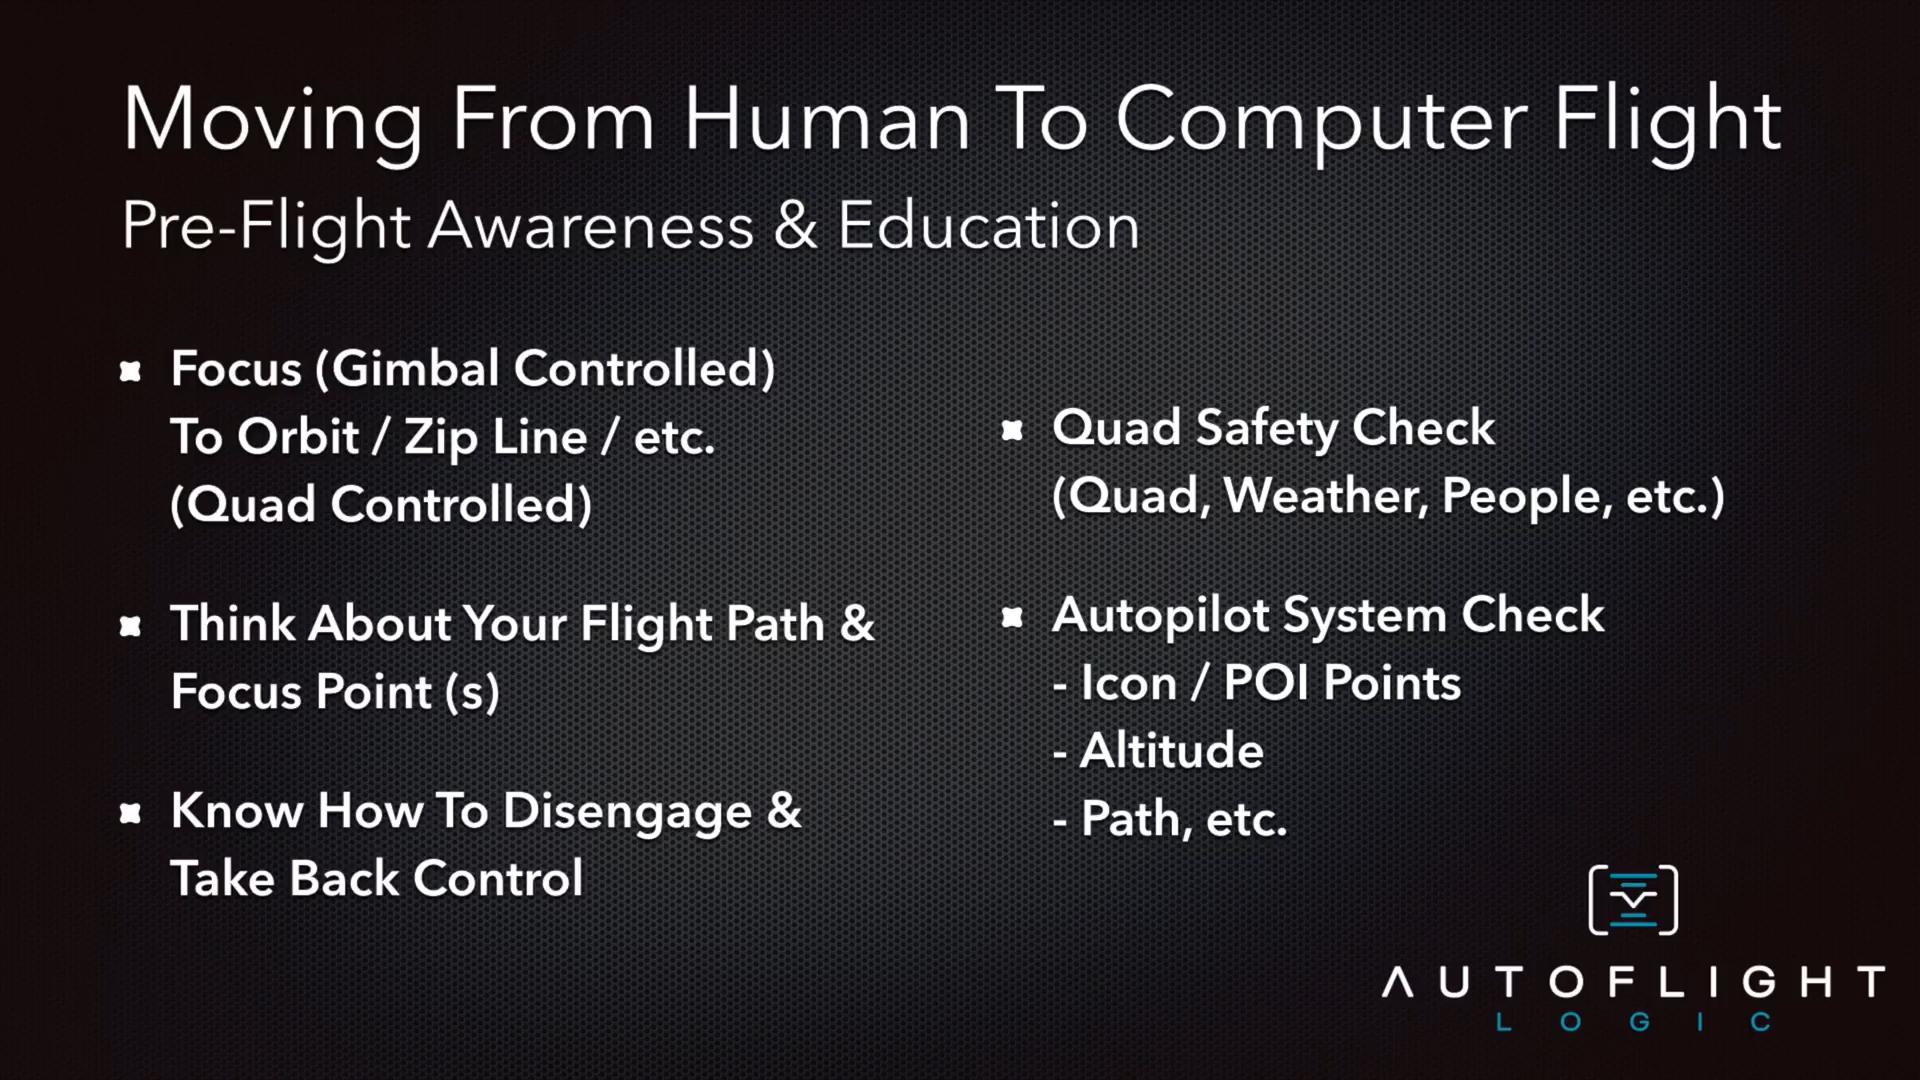 Moving From Human To Computer Flight
Pre-Flight Awareness & Education
Focus (Gimbal Controlled)
To Orbit / Zip Line / etc.
(Quad Controlled)
Think About Your Flight Path &
Focus Point (s)
Know How To Disengage &
Take Back Control
Quad Safety Check
(Quad, Weather, People, etc.)
Autopilot System Check
- Icon / POI Points
- Altitude
- Path, etc.
AUTOFLIGHT
LOGIC